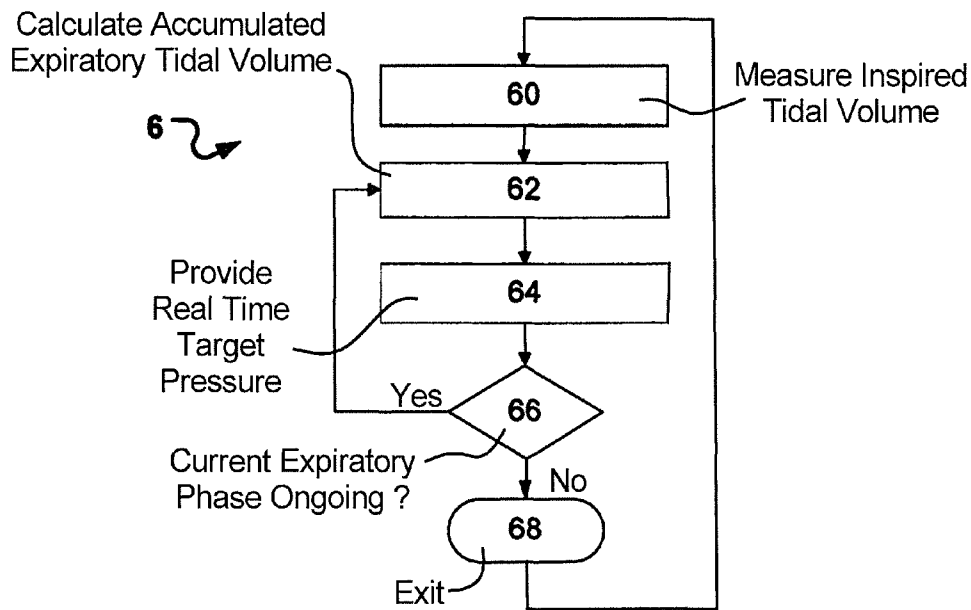 Calculate Accumulated
Expiratory Tidal Volume
60
Measure Inspired
Tidal Volume
6
62
Provide
Real Time
Target
Pressure
64
Yes
66
Current Expiratory
Phase Ongoing ?
No
68
Exit